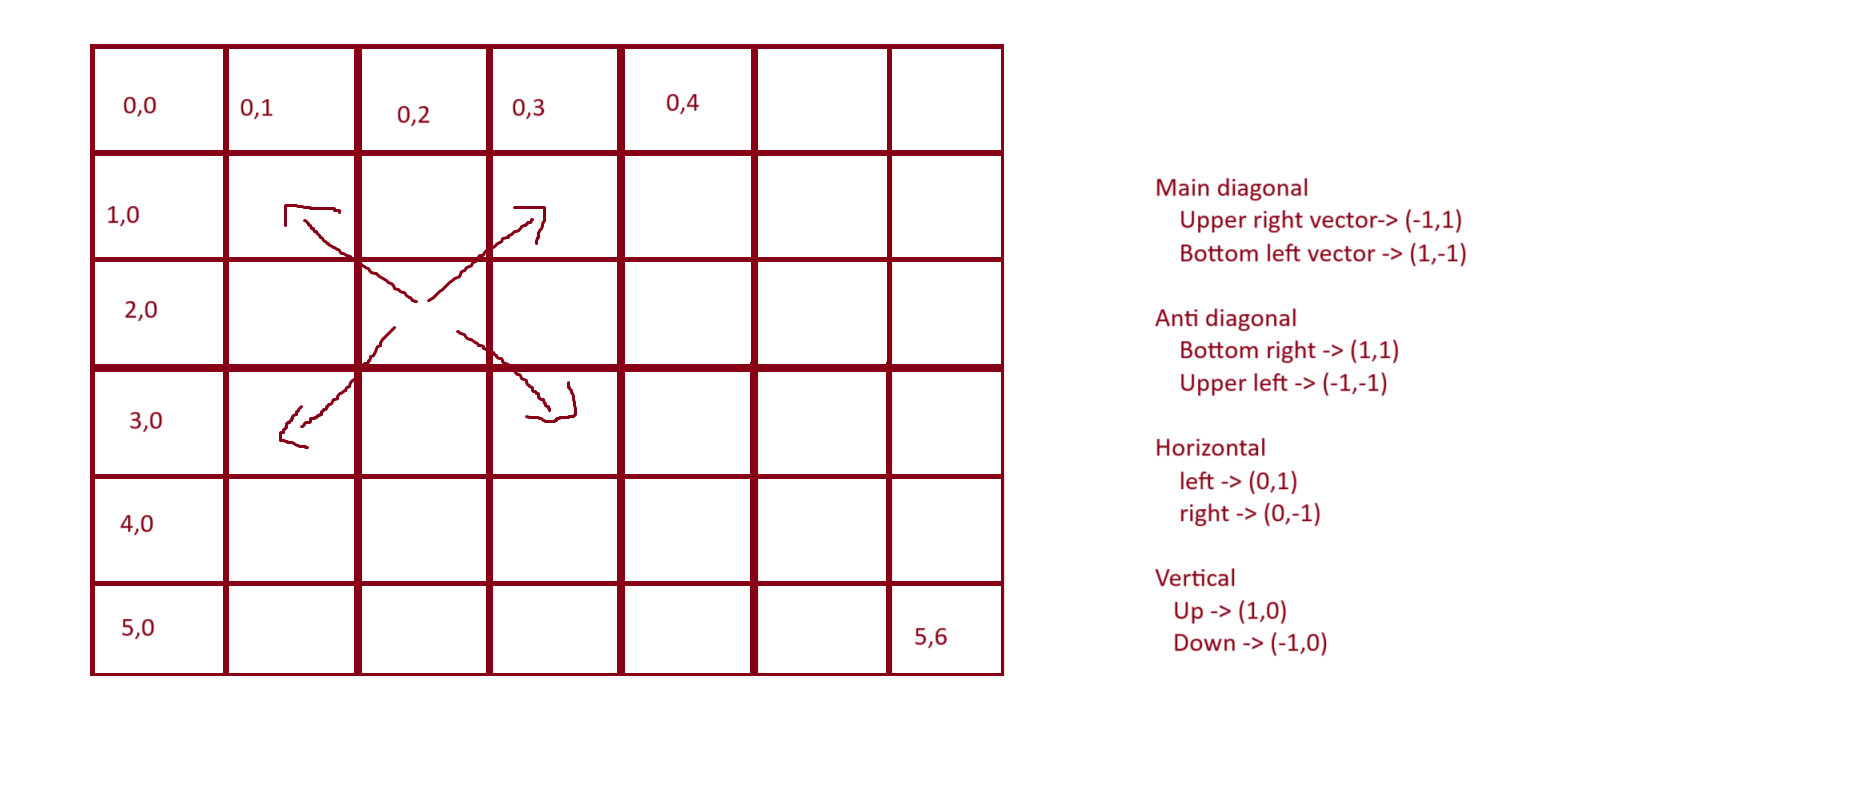 0,0 0,1 0,2 0,3 0,4
1,0
2,0
3,0
4,0
5,0 5,6
Main diagonal
Upper right vector-> (-1,1)
Bottom left vector -> (1,-1)
Anti diagonal
Bottom right -> (1,1)
Upper left -> (-1,-1)
Horizontal
left -> (0,1)
right -> (0,-1)
Vertical
Up -> (1,0)
Down -> (-1,0)